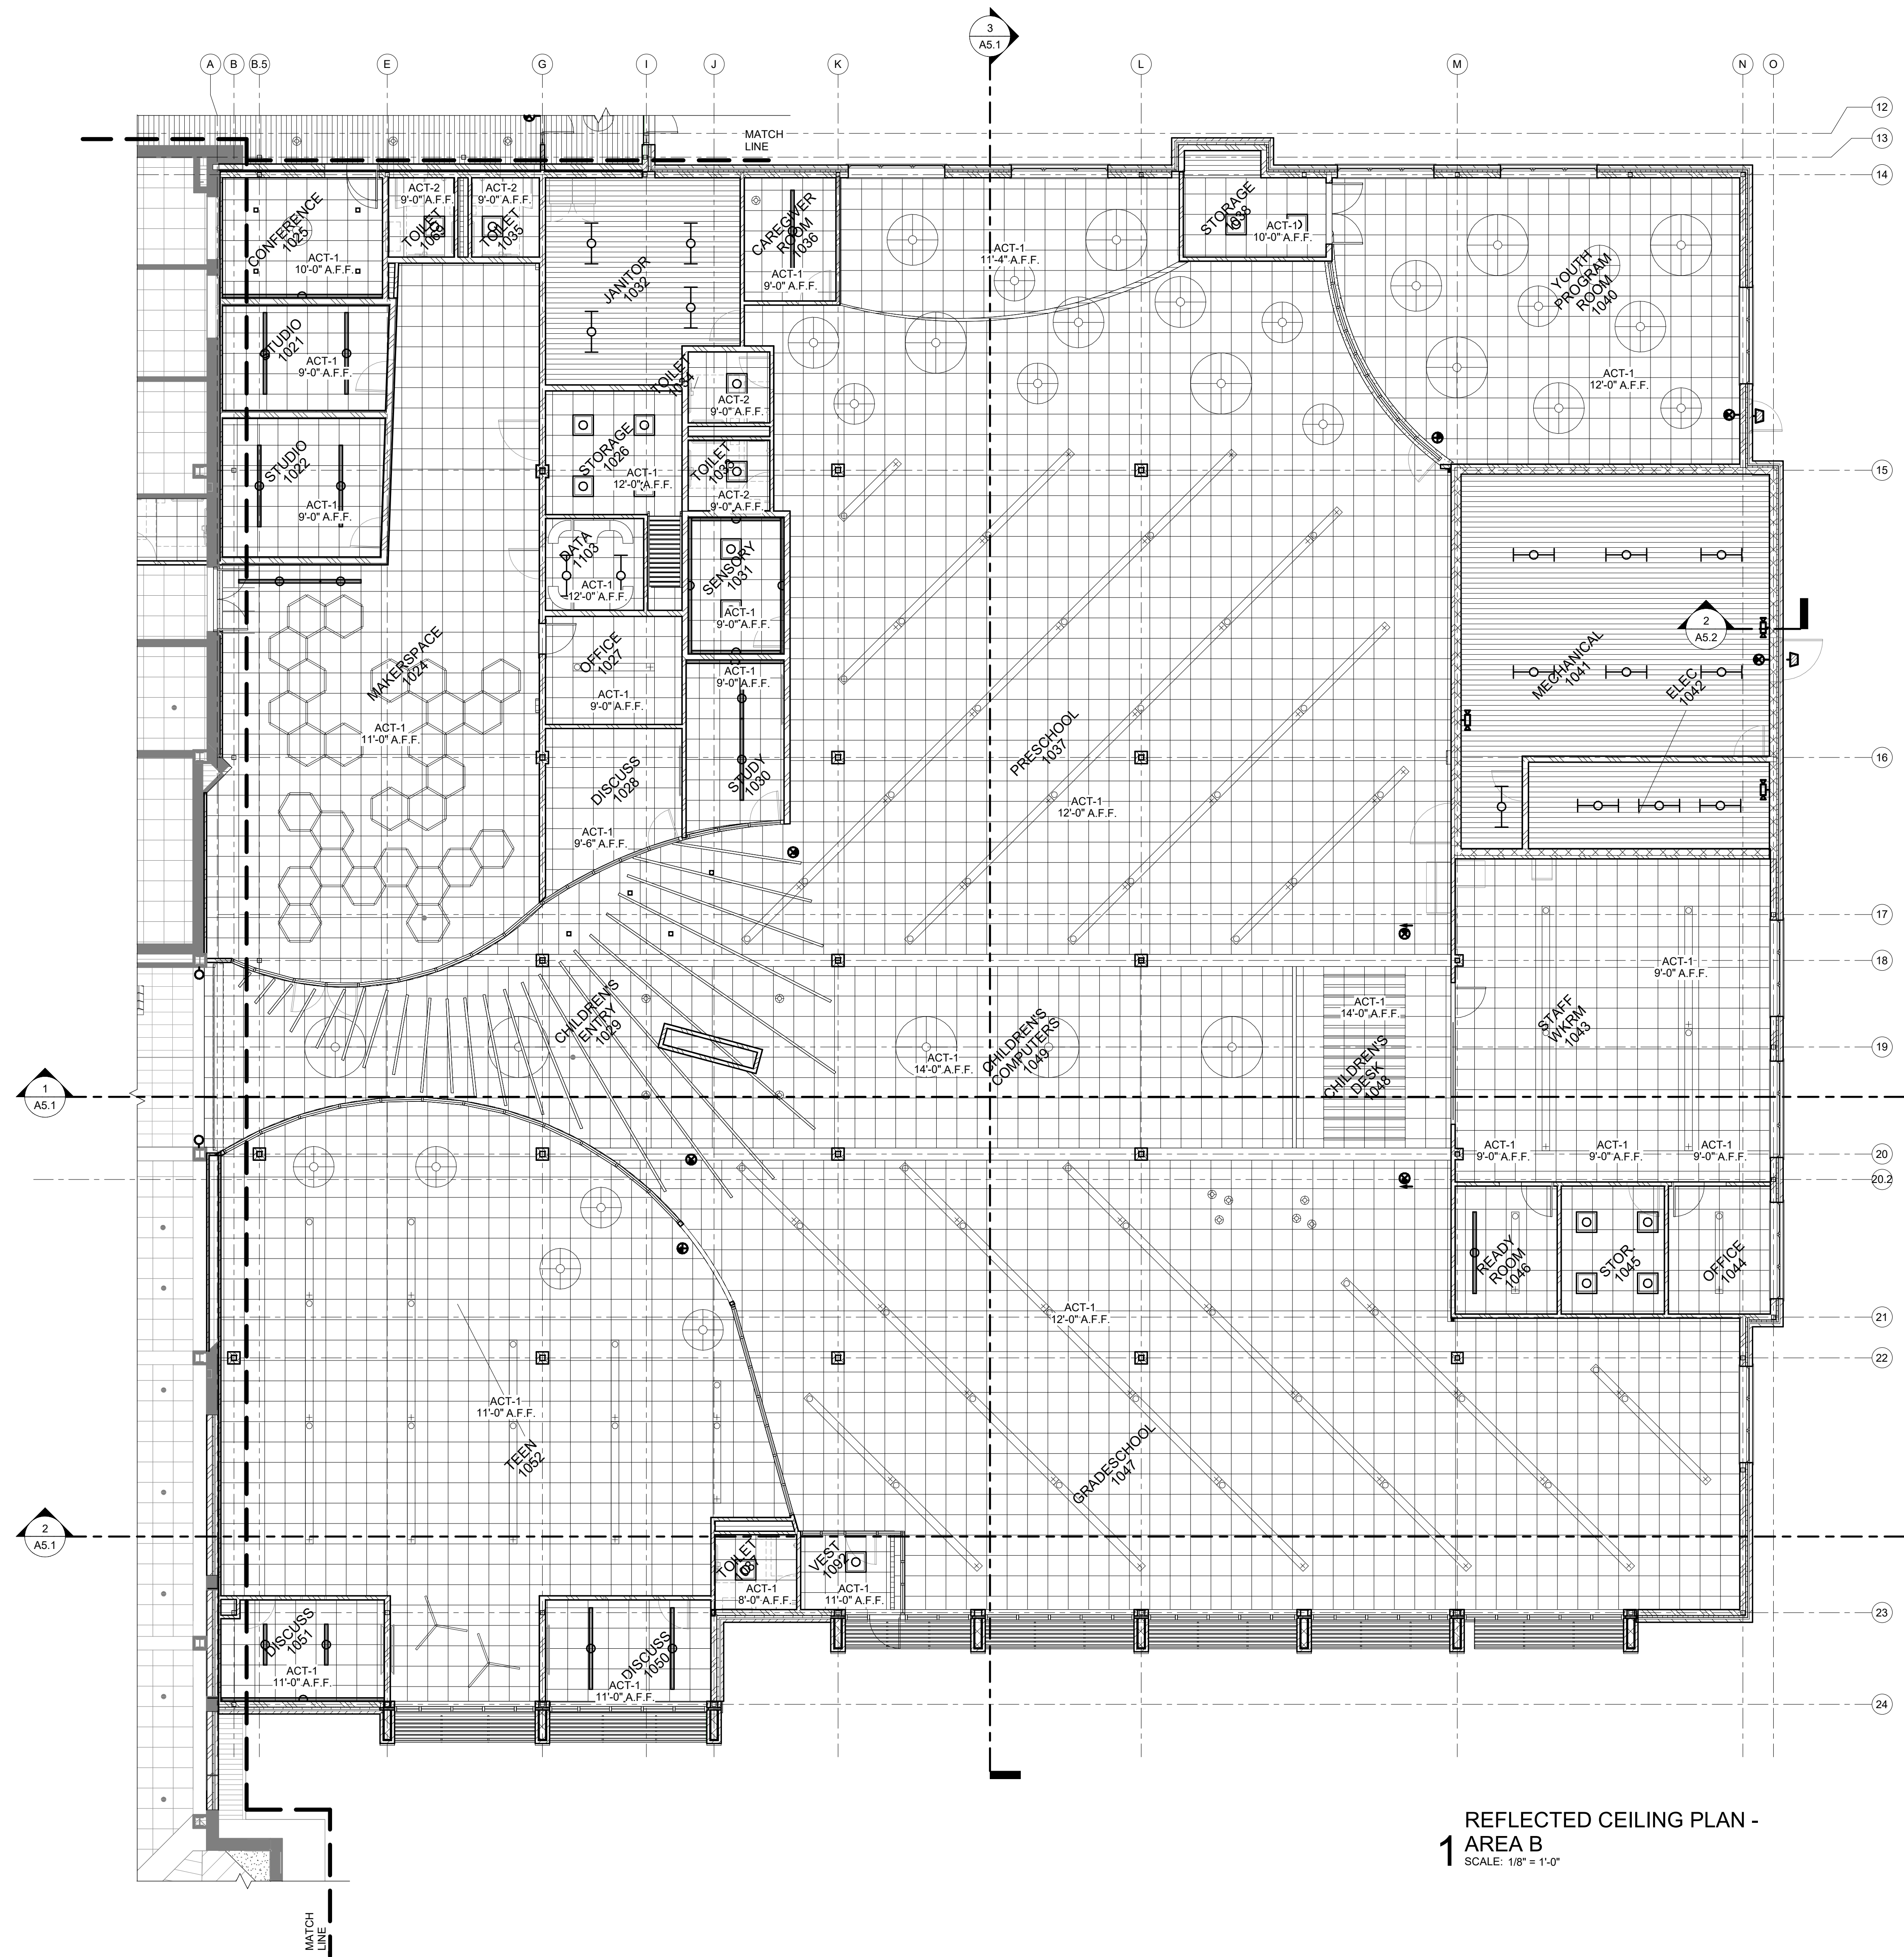 3
A5.1
A
B
B.5
E
G
I
J
K
L
M
N
O
12
13
14
15
16
17
18
19
20
20.2
21
22
23
24
MATCH
LINE
CONFERENCE
1025
ACT-1
10'-0" A.F.F.
ACT-2
9'-0" A.F.F.
TOILET
1069
ACT-2
9'-0" A.F.F.
TOILET
1035
JANITOR
1032
CAREGIVER
ROOM
1036
ACT-1
9'-0" A.F.F.
ACT-1
11'-4" A.F.F.
STORAGE
1038
ACT-1
10'-0" A.F.F.
YOUTH
PROGRAM
ROOM
1040
ACT-1
12'-0" A.F.F.
STUDIO
1021
ACT-1
9'-0" A.F.F.
STUDIO
1022
ACT-1
9'-0" A.F.F.
TOILET
1034
ACT-2
9'-0" A.F.F.
STORAGE
1026
ACT-1
12'-0" A.F.F.
TOILET
1033
ACT-2
9'-0" A.F.F.
DATA
1103
ACT-1
12'-0" A.F.F.
SENSORY
1031
ACT-1
9'-0" A.F.F.
MAKERSPACE
1024
ACT-1
11'-0" A.F.F.
OFFICE
1027
ACT-1
9'-0" A.F.F.
ACT-1
9'-0" A.F.F.
STUDY
1030
DISCUSS
1028
ACT-1
9'-6" A.F.F.
PRESCHOOL
1037
ACT-1
12'-0" A.F.F.
MECHANICAL
1041
ELEC.
1042
2
A5.2
CHILDREN'S
ENTRY
1029
ACT-1
14'-0" A.F.F.
CHILDREN'S
COMPUTERS
1049
ACT-1
14'-0" A.F.F.
CHILDREN'S
DESK
1048
STAFF
WKRM
1043
ACT-1
9'-0" A.F.F.
1
A5.1
ACT-1
9'-0" A.F.F.
ACT-1
9'-0" A.F.F.
ACT-1
9'-0" A.F.F.
READY
ROOM
1046
STOR.
1045
OFFICE
1044
ACT-1
12'-0" A.F.F.
GRADESCHOOL
1047
ACT-1
11'-0" A.F.F.
TEEN
1052
2
A5.1
TOILET
1087
ACT-1
8'-0" A.F.F.
VEST
1092
ACT-1
11'-0" A.F.F.
DISCUSS
1051
ACT-1
11'-0" A.F.F.
DISCUSS
1050
ACT-1
11'-0" A.F.F.
MATCH
LINE
1
REFLECTED CEILING PLAN -
AREA B
SCALE: 1/8" = 1'-0"